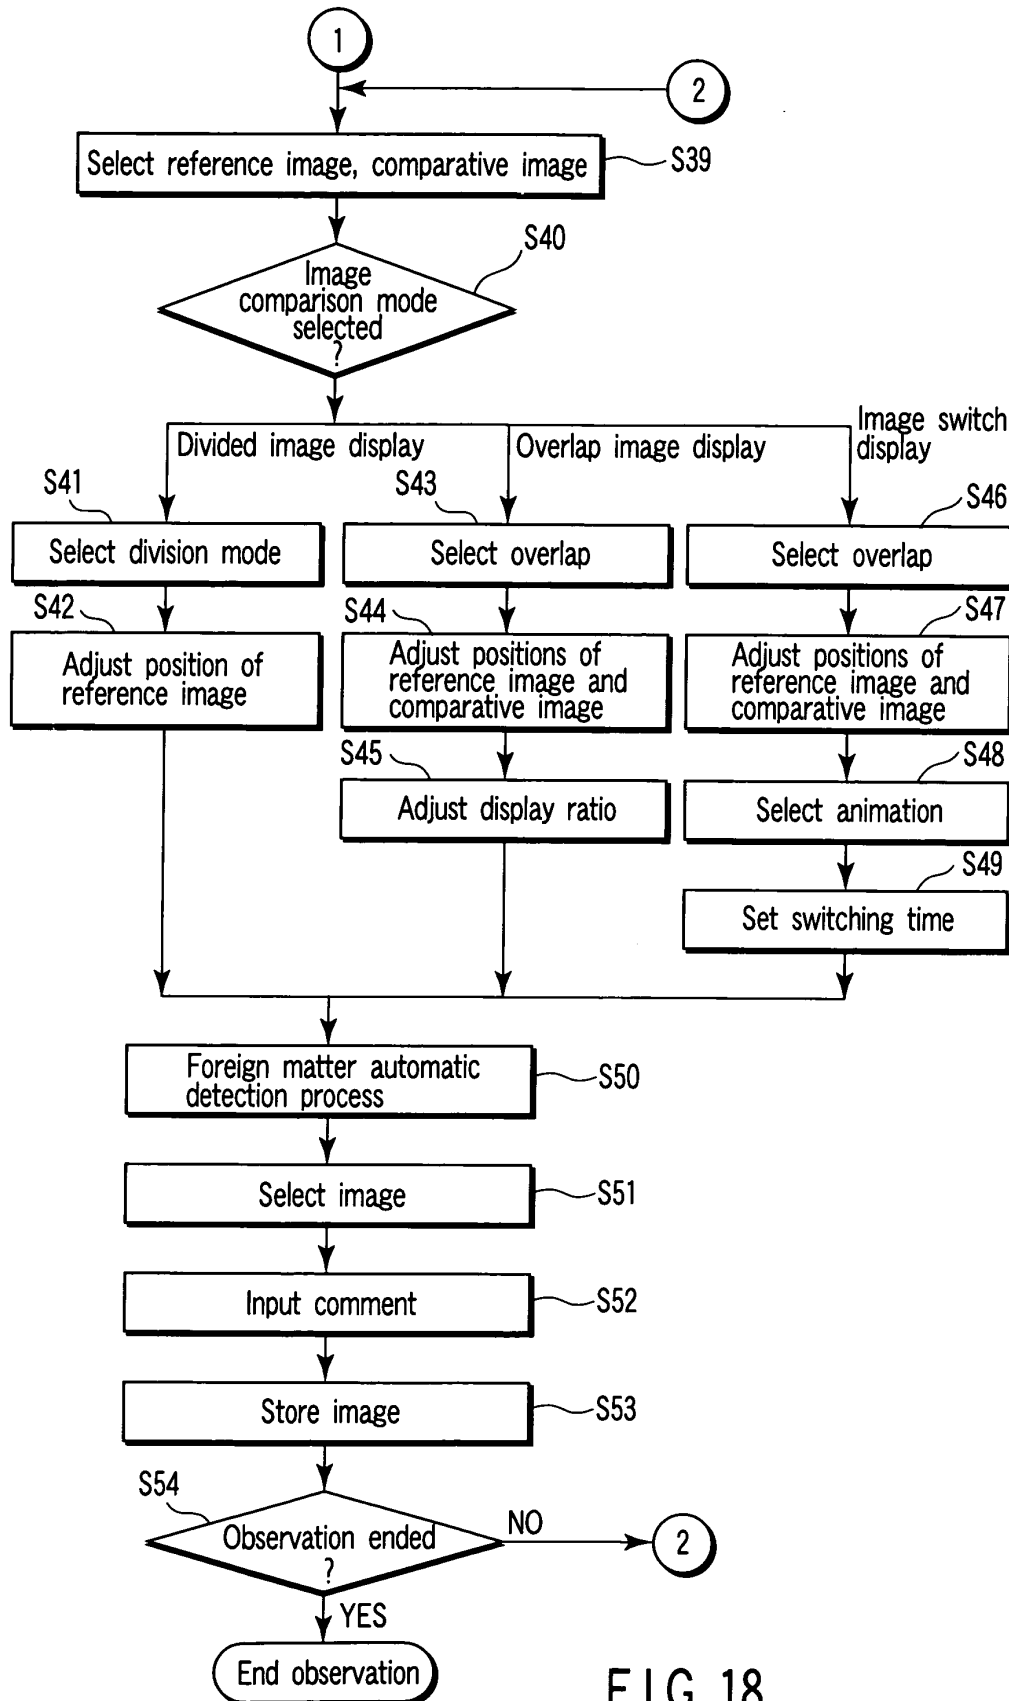 1
2
Select reference image, comparative image
S39
S40
Image
comparison mode
selected
?
Divided image display
Overlap image display
Image switch
display
S41
Select division mode
S42
Adjust position of
reference image
S43
Select overlap
S44
Adjust positions of
reference image and
comparative image
S45
Adjust display ratio
S46
Select overlap
S47
Adjust positions of
reference image and
comparative image
S48
Select animation
S49
Set switching time
Foreign matter automatic
detection process
S50
Select image
S51
Input comment
S52
Store image
S53
S54
Observation ended
?
NO
2
YES
End observation
FIG. 18